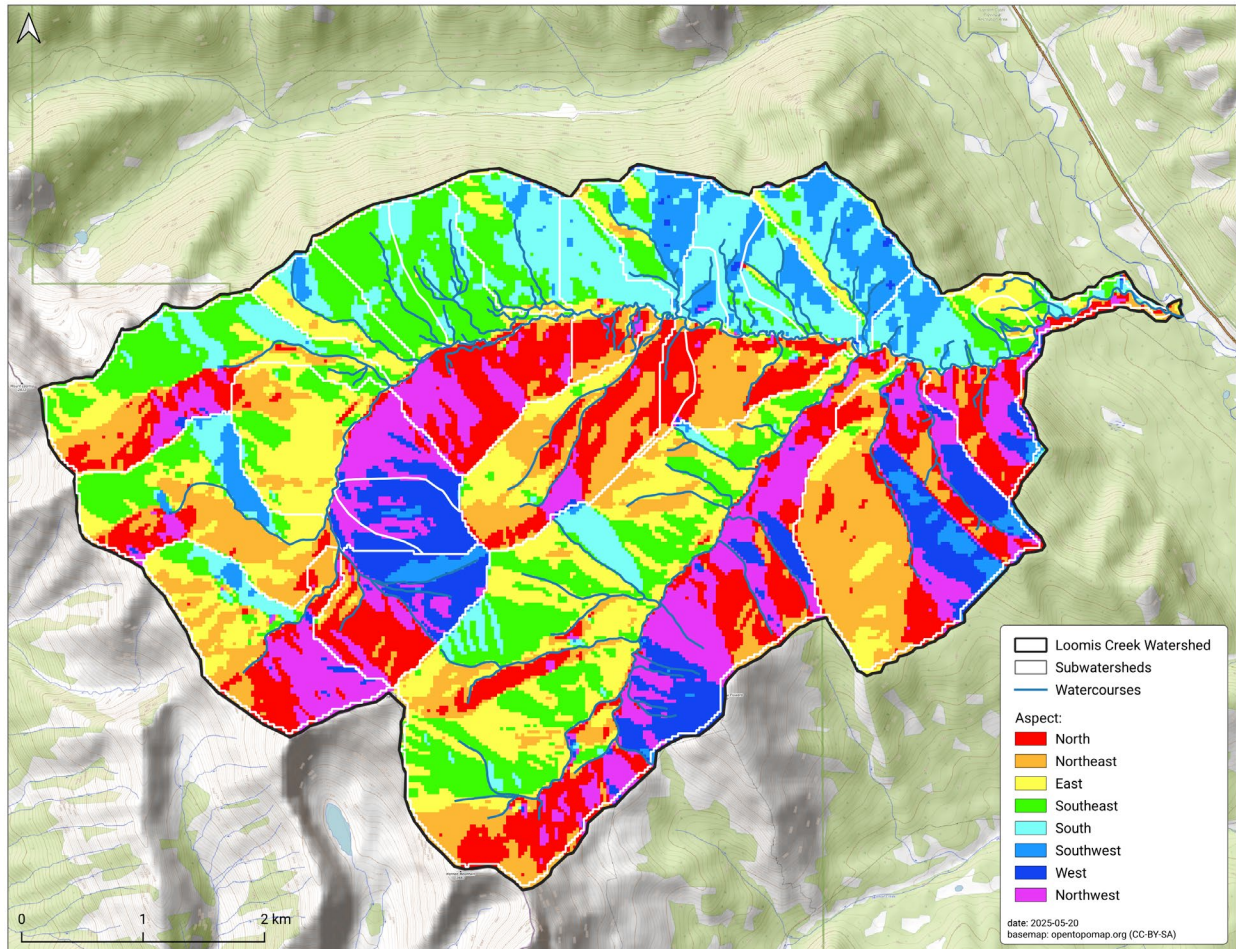 Loomis Creek Watershed
Subwatersheds
Watercourses
Aspect:
North
Northeast
East
Southeast
South
Southwest
West
Northwest
date: 2025-05-20
basemap: opentopomap.org (CC-BY-SA)
0 1 2 km